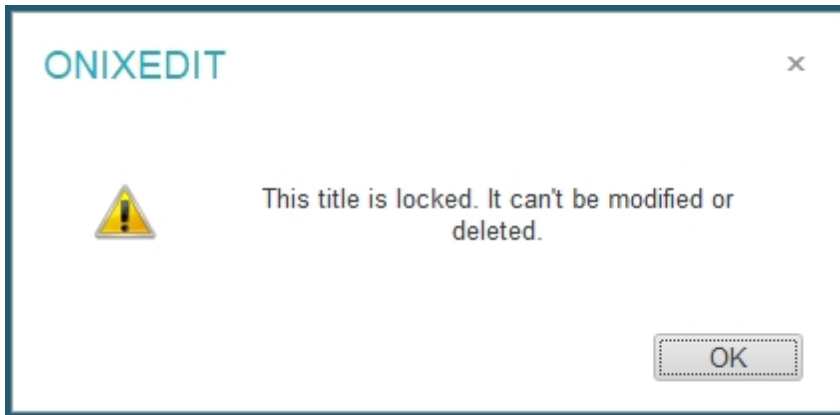 ONIXEDIT
This title is locked. It can't be modified or
deleted.
OK